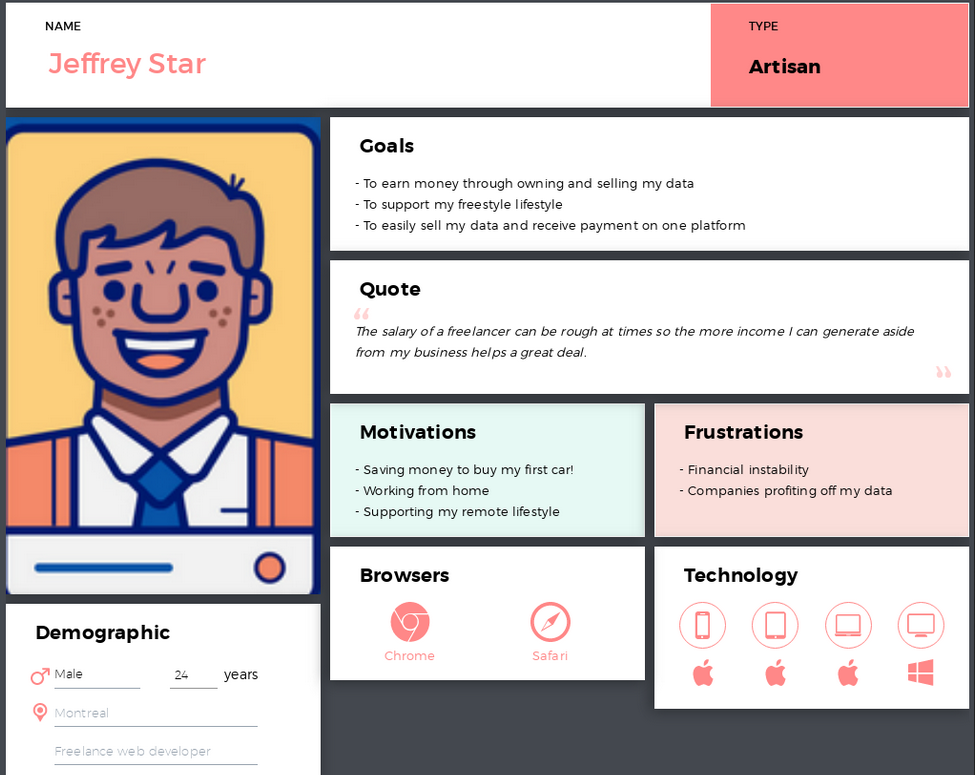 NAME
Jeffrey Star
TYPE
Artisan
Goals
- To earn money through owning and selling my data
- To support my freestyle lifestyle
- To easily sell my data and receive payment on one platform
Quote
“
The salary of a freelancer can be rough at times so the more income I can generate aside
from my business helps a great deal.
”
Motivations
- Saving money to buy my first car!
- Working from home
- Supporting my remote lifestyle
Frustrations
- Financial instability
- Companies profiting off my data
Browsers
Chrome
Safari
Technology
Demographic
Male 24 years
Montreal
Freelance web developer